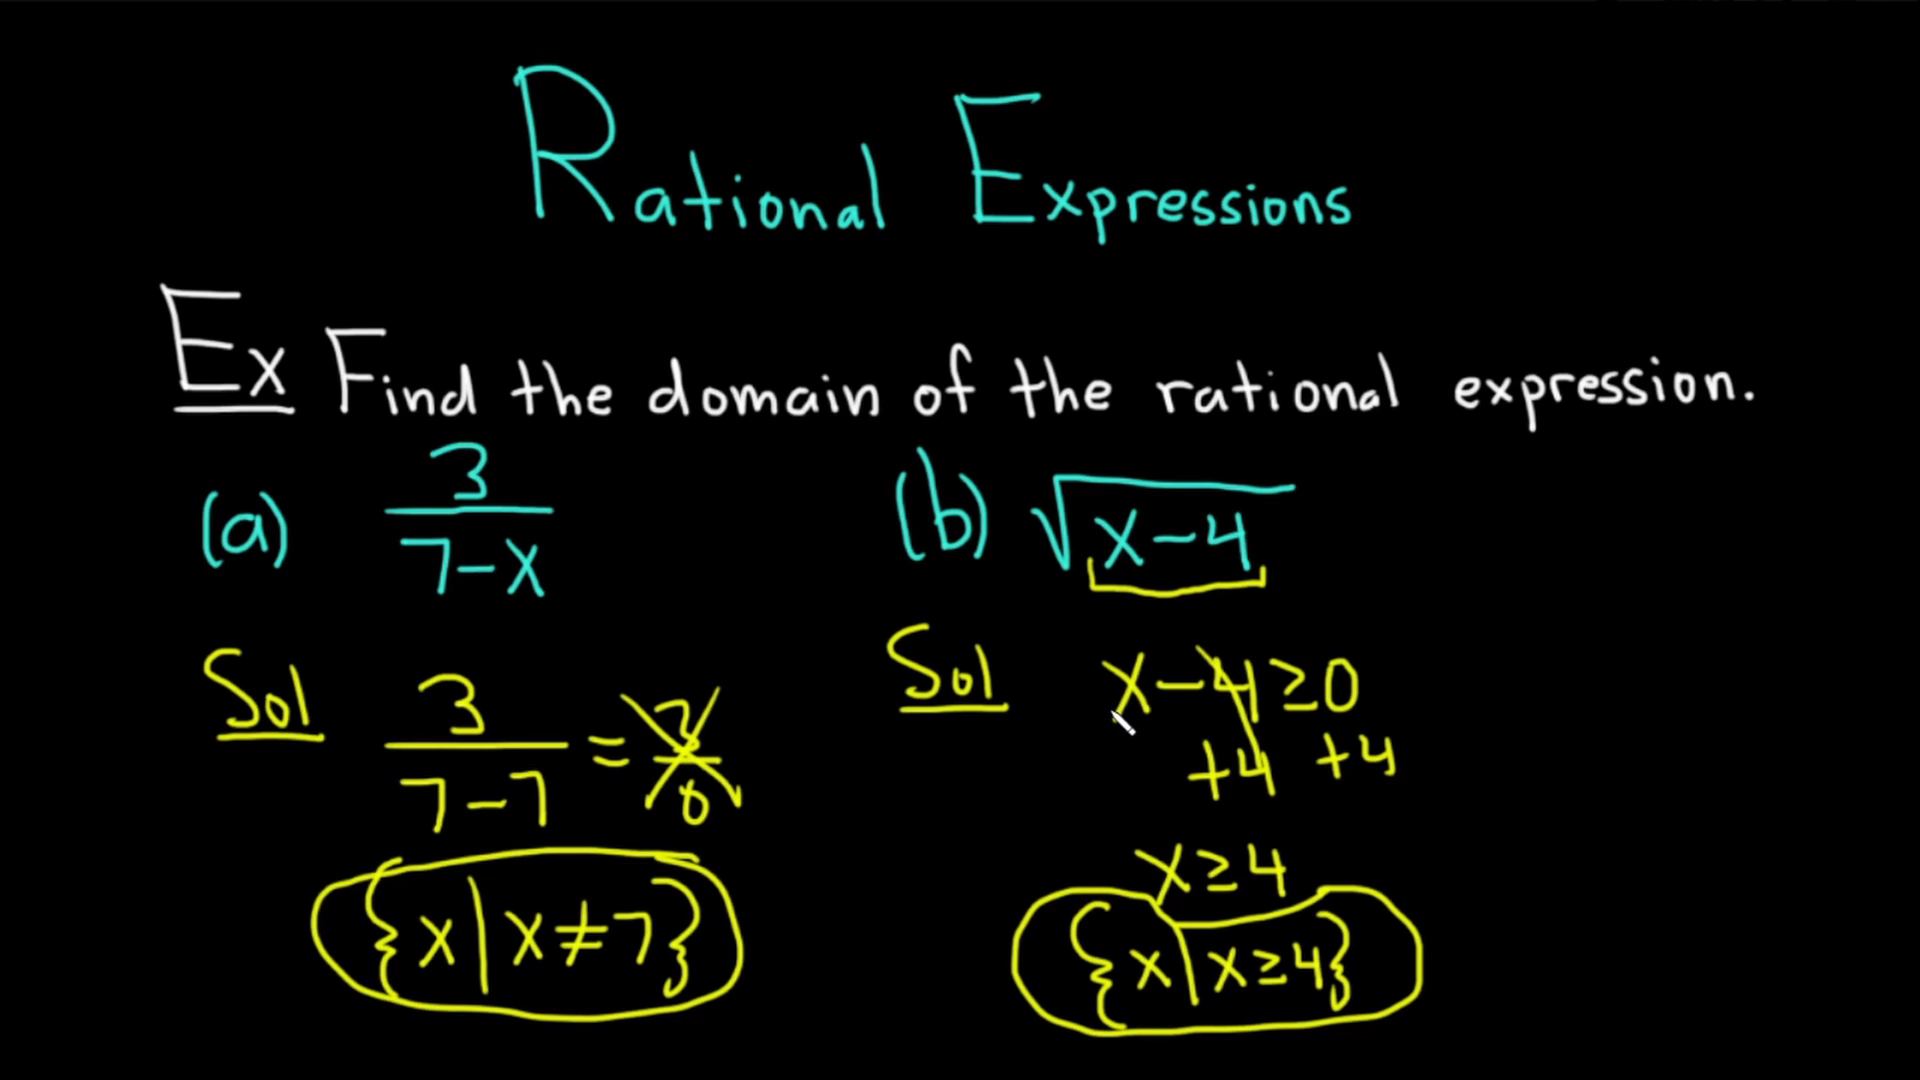 Rational Expressions
Ex Find the domain of the rational expression.
(a) 3/(7-x) (b) √(x-4)
Sol 3/(7-7) = 3/0 Sol x-4≥0
+4 +4
x≥4
{x|x≠7} {x|x≥4}